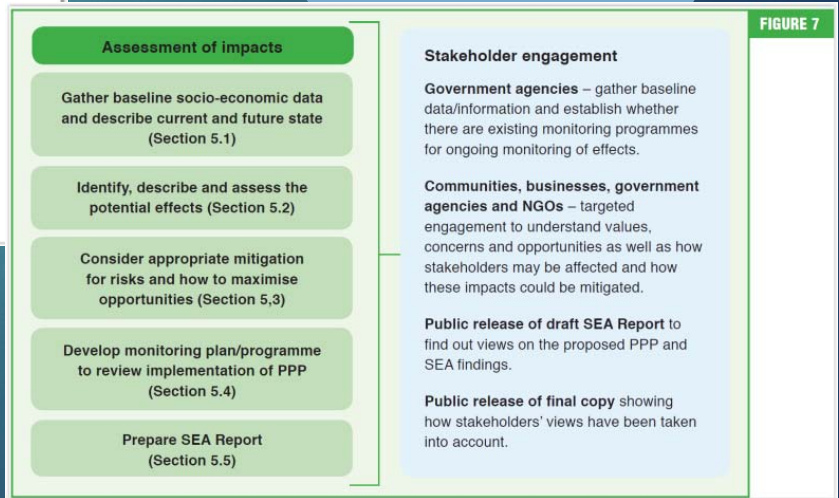 FIGURE 7
Assessment of impacts
Gather baseline socio-economic data
and describe current and future state
(Section 5.1)
Identify, describe and assess the
potential effects (Section 5.2)
Consider appropriate mitigation
for risks and how to maximise
opportunities (Section 5,3)
Develop monitoring plan/programme
to review implementation of PPP
(Section 5.4)
Prepare SEA Report
(Section 5.5)
Stakeholder engagement
Government agencies – gather baseline
data/information and establish whether
there are existing monitoring programmes
for ongoing monitoring of effects.
Communities, businesses, government
agencies and NGOs – targeted
engagement to understand values,
concerns and opportunities as well as how
stakeholders may be affected and how
these impacts could be mitigated.
Public release of draft SEA Report to
find out views on the proposed PPP and
SEA findings.
Public release of final copy showing
how stakeholders' views have been taken
into account.